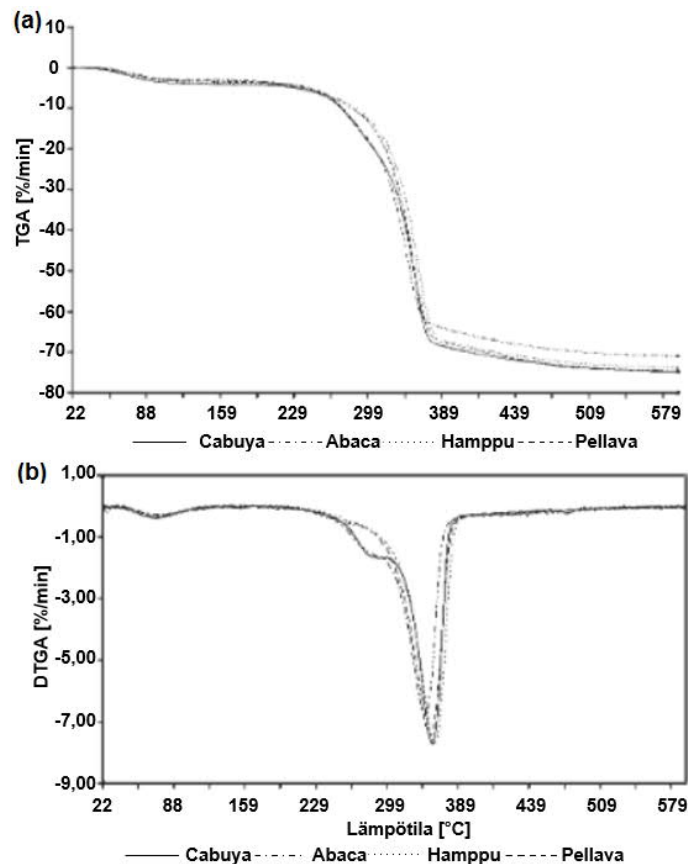 (a)
10
0
-10
-20
-30
-40
-50
-60
-70
-80
TGA [%/min]
22 88 159 229 299 389 439 509 579
Cabuya Abaca Hamppu Pellava
(b)
1,00
-1,00
-3,00
-5,00
-7,00
-9,00
DTGA [%/min]
22 88 159 229 299 389 439 509 579
Lämpötila [°C]
Cabuya Abaca Hamppu Pellava